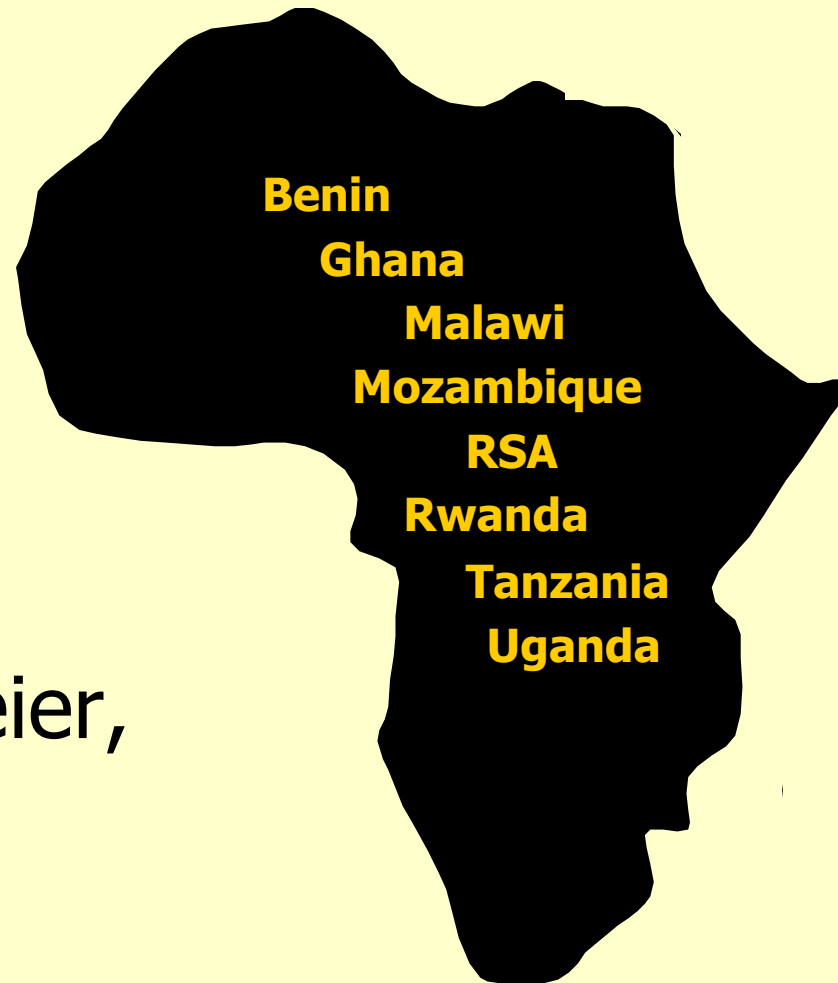 Benin
Ghana
Malawi
Mozambique
RSA
Rwanda
Tanzania
Uganda
eier,